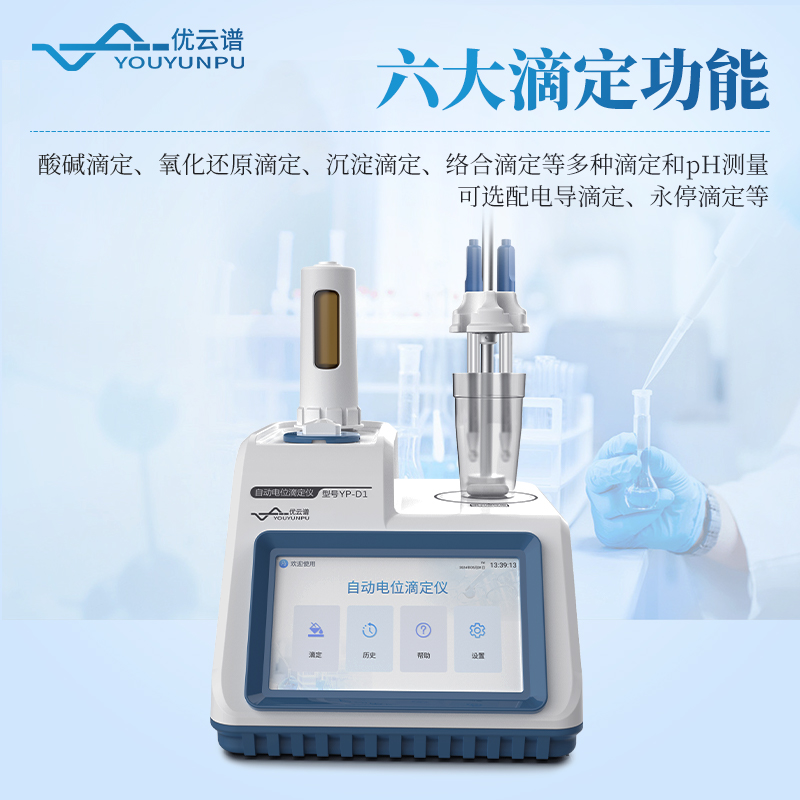 优云谱
YOUYUNPU
六大滴定功能
酸碱滴定、氧化还原滴定、沉淀滴定、络合滴定等多种滴定和pH测量
可选配电导滴定、永停滴定等
自动电位滴定仪 型号YP-D1
优云谱
YOUYUNPU
欢迎使用
13:39:13
自动电位滴定仪
滴定
历史
帮助
设置